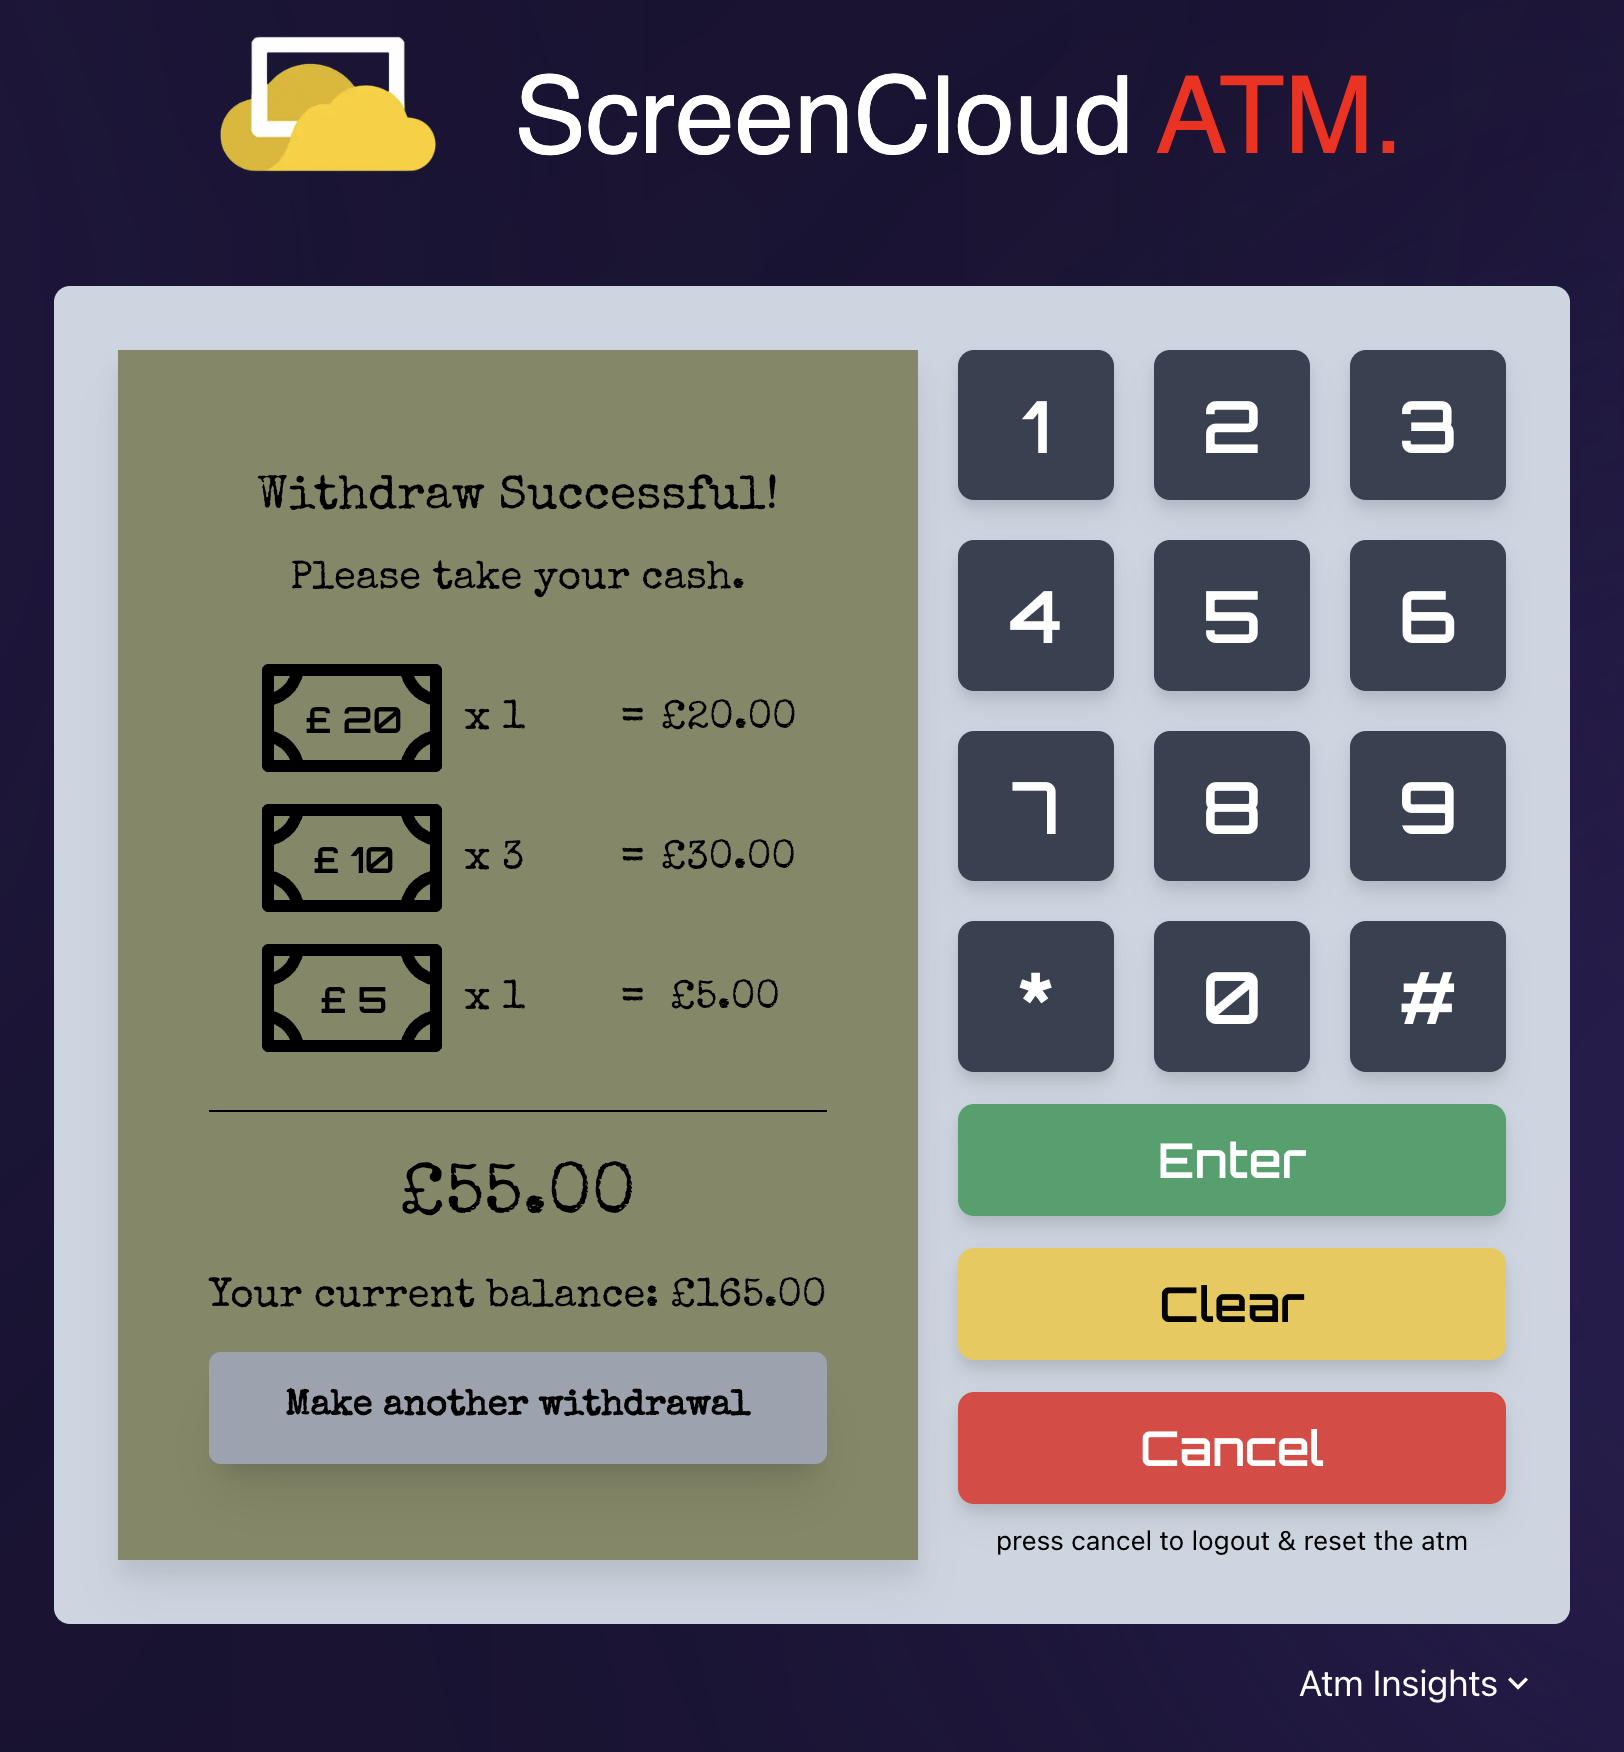 ScreenCloud ATM.
Withdraw Successful!
Please take your cash.
£ 20 x 1 = £20.00
£ 10 x 3 = £30.00
£ 5 x 1 = £5.00
£55.00
Your current balance: £165.00
Make another withdrawal
1 2 3
4 5 6
7 8 9
* 0 #
Enter
Clear
Cancel
press cancel to logout & reset the atm
Atm Insights